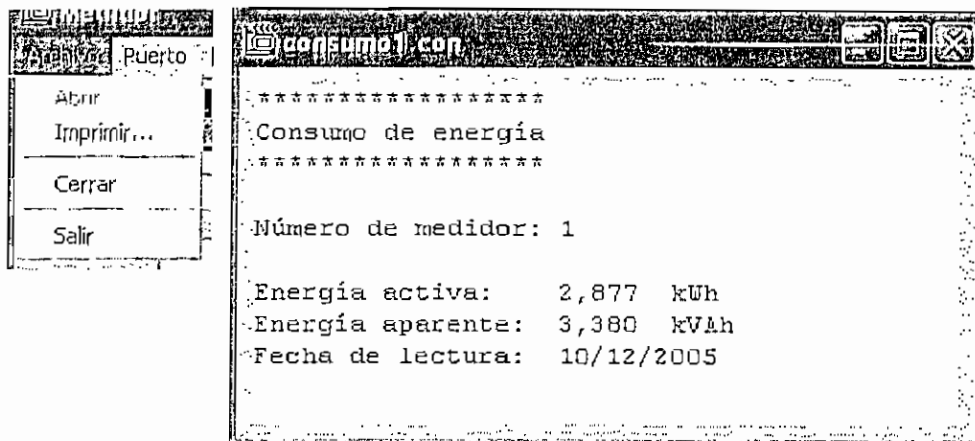 Medidor
Archivo Puerto
Abrir
Imprimir...
Cerrar
Salir
consumo1.con
******************
Consumo de energía
******************
Número de medidor: 1
Energía activa: 2,877 kWh
Energía aparente: 3,380 kVAh
Fecha de lectura: 10/12/2005